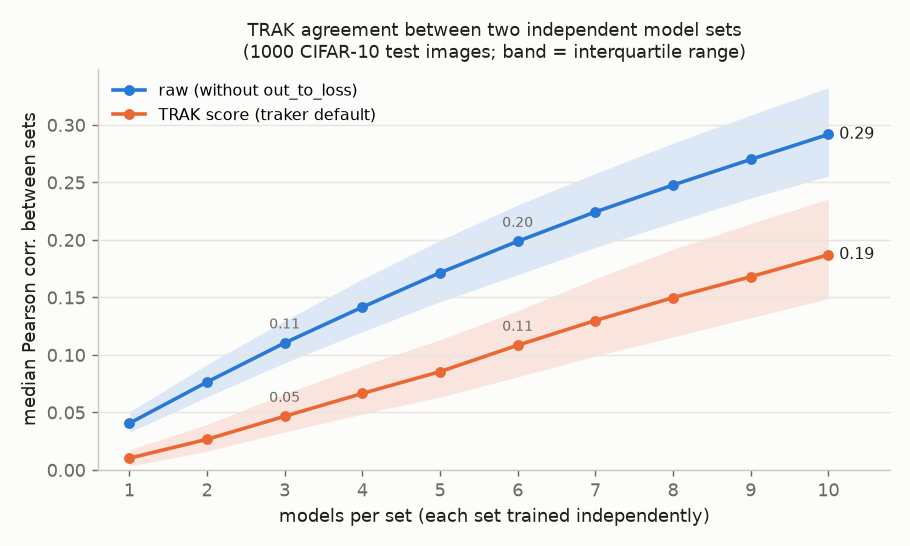 TRAK agreement between two independent model sets
(1000 CIFAR-10 test images; band = interquartile range)
raw (without out_to_loss)
TRAK score (traker default)
median Pearson corr. between sets
0.30
0.25
0.20
0.15
0.10
0.05
0.00
0.11
0.20
0.29
0.05
0.11
0.19
1 2 3 4 5 6 7 8 9 10
models per set (each set trained independently)